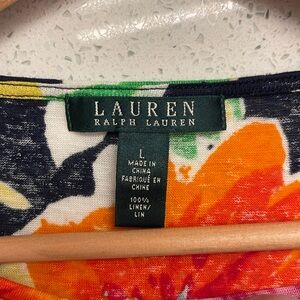 LAUREN
RALPH LAUREN
L
MADE IN
CHINA
FABRIQUÉ EN
CHINE
100%
LINEN/
LIN